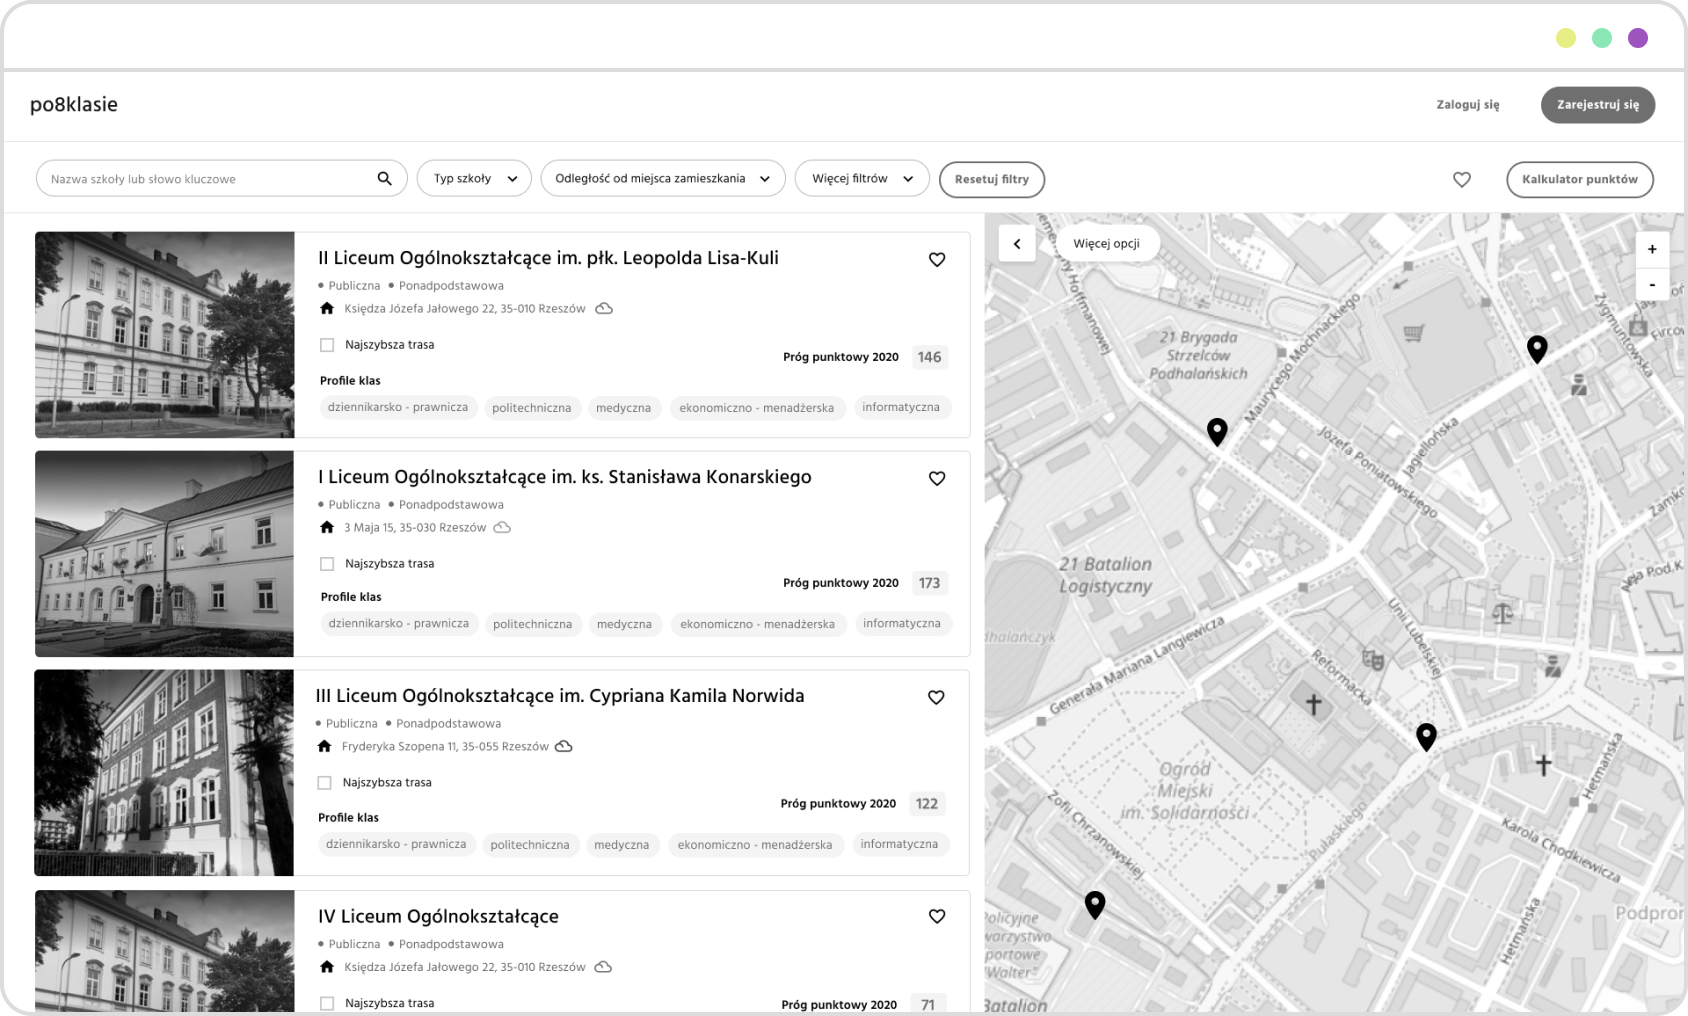 po8klasie
Zaloguj się
Zarejestruj się
Nazwa szkoły lub słowo kluczowe
Typ szkoły
Odległość od miejsca zamieszkania
Więcej filtrów
Resetuj filtry
Kalkulator punktów
II Liceum Ogólnokształcące im. płk. Leopolda Lisa-Kuli
Publiczna
Ponadpodstawowa
Księdza Józefa Jałowego 22, 35-010 Rzeszów
Najszybsza trasa
Próg punktowy 2020 146
Profile klas
dziennikarsko - prawnicza
politechniczna
medyczna
ekonomiczno - menadżerska
informatyczna
I Liceum Ogólnokształcące im. ks. Stanisława Konarskiego
Publiczna
Ponadpodstawowa
3 Maja 15, 35-030 Rzeszów
Najszybsza trasa
Próg punktowy 2020 173
Profile klas
dziennikarsko - prawnicza
politechniczna
medyczna
ekonomiczno - menadżerska
informatyczna
III Liceum Ogólnokształcące im. Cypriana Kamila Norwida
Publiczna
Ponadpodstawowa
Fryderyka Szopena 11, 35-055 Rzeszów
Najszybsza trasa
Próg punktowy 2020 122
Profile klas
dziennikarsko - prawnicza
politechniczna
medyczna
ekonomiczno - menadżerska
informatyczna
IV Liceum Ogólnokształcące
Publiczna
Ponadpodstawowa
Księdza Józefa Jałowego 22, 35-010 Rzeszów
Najszybsza trasa
Próg punktowy 2020 71
Więcej opcji
+
-
Hoffmanowej
21 Brygada
Strzelców
Podhalańskich
Maurycego Mochnackiego
Zygmuntowska
Józefa Poniatowskiego
Jagiellońska
21 Batalion
Logistyczny
dhalańczyk
Generała Mariana Langiewicza
Unii Lubelskiej
Reformacka
Ogród
Miejski
im. Solidarności
Zofii Chrzanowskiej
Pułaskiego
Hetmańska
Karola Chodkiewicza
Hetmańska
Podpror
Policyjne
warzystwo
portowe
"Walter"
Batalion